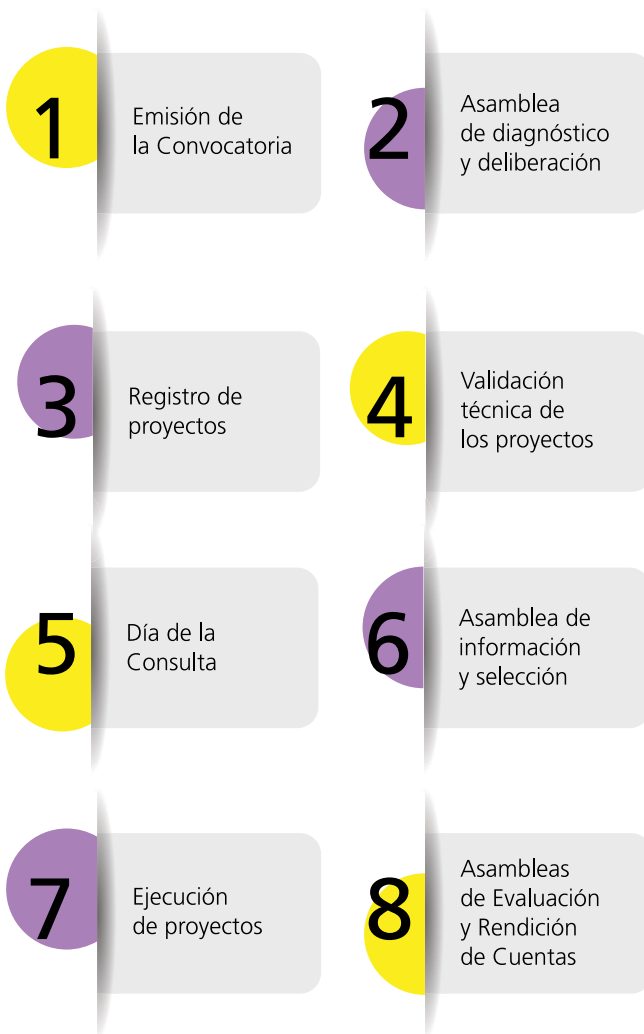 1
Emisión de
la Convocatoria
2
Asamblea
de diagnóstico
y deliberación
3
Registro de
proyectos
4
Validación
técnica de
los proyectos
5
Día de la
Consulta
6
Asamblea de
información
y selección
7
Ejecución
de proyectos
8
Asambleas
de Evaluación
y Rendición
de Cuentas